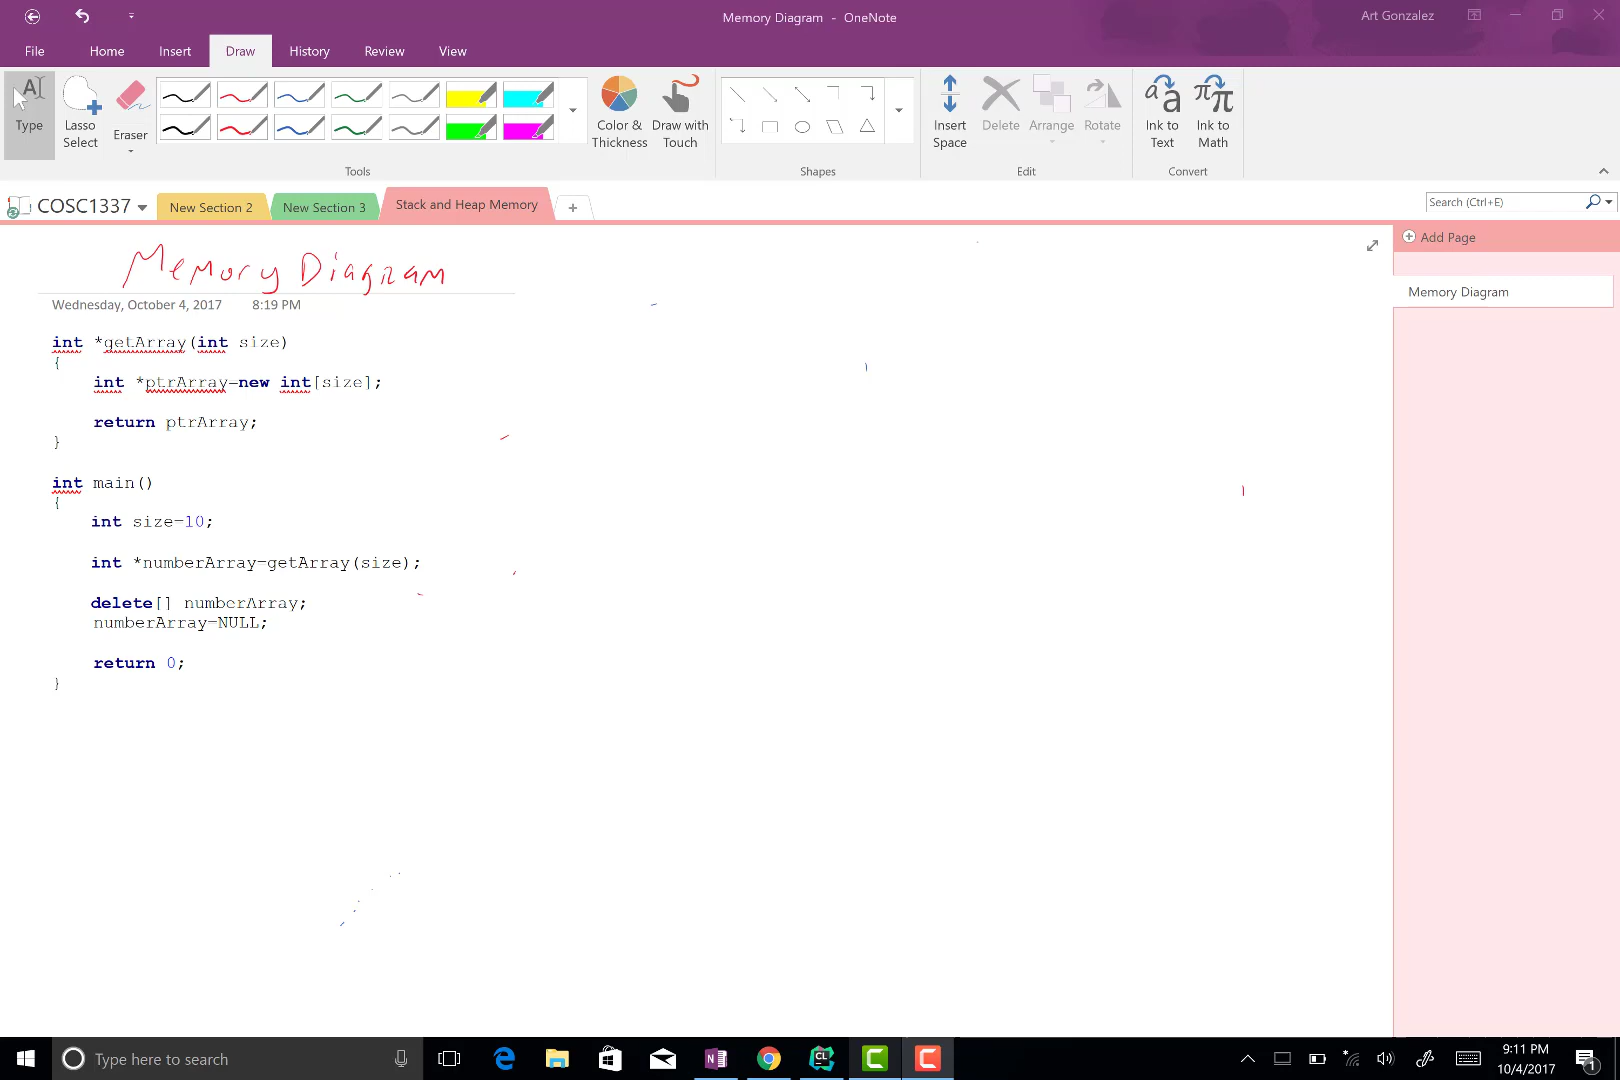 Memory Diagram - OneNote
Art Gonzalez
File Home Insert Draw History Review View
Type
Lasso Select
Eraser
Color & Thickness
Draw with Touch
Insert Space
Delete
Arrange
Rotate
Ink to Text
Ink to Math
Tools Shapes Edit Convert
COSC1337
New Section 2
New Section 3
Stack and Heap Memory
Search (Ctrl+E)
Add Page
Memory Diagram
Memory Diagram
Wednesday, October 4, 2017 8:19 PM
int *getArray(int size)
{
int *ptrArray=new int[size];
return ptrArray;
}
int main()
{
int size=10;
int *numberArray=getArray(size);
delete[] numberArray;
numberArray=NULL;
return 0;
}
Type here to search
9:11 PM
10/4/2017